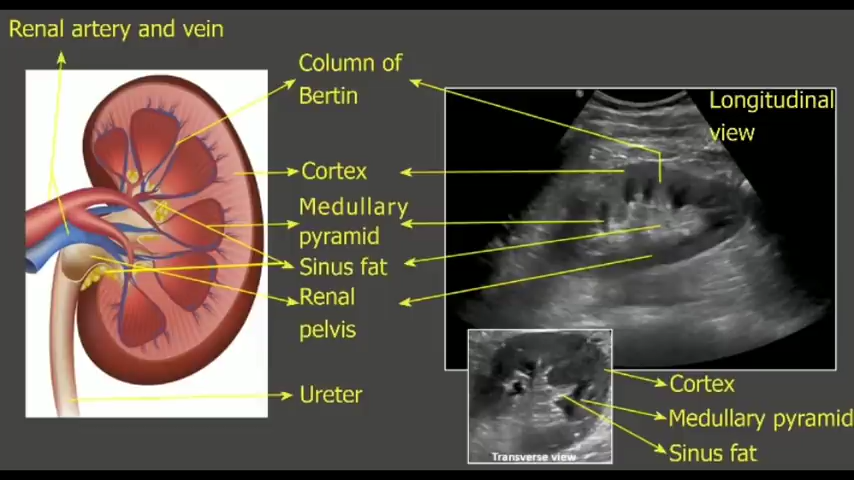 Renal artery and vein
Column of
Bertin
Longitudinal
view
Cortex
Medullary
pyramid
Sinus fat
Renal
pelvis
Ureter
Cortex
Medullary pyramid
Sinus fat
Transverse view